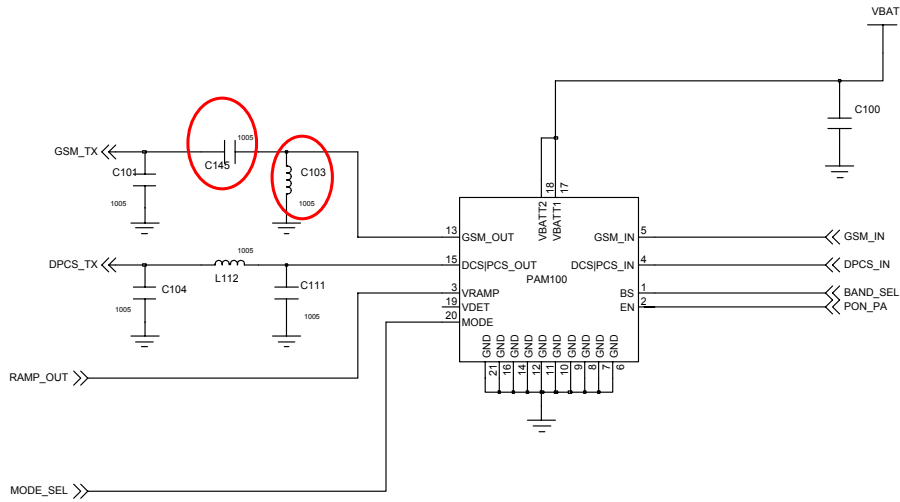 VBAT
C100
1005
GSM_TX
C145
C101
C103
1005
1005
18
17
VBATT2
VBATT1
13
GSM_OUT
GSM_IN
5
GSM_IN
1005
DPCS_TX
15
DCS|PCS_OUT
DCS|PCS_IN
4
DPCS_IN
L112
PAM100
C104
C111
3
VRAMP
BS
1
BAND_SEL
1005
1005
19
VDET
EN
2
PON_PA
20
MODE
GND
GND
GND
GND
GND
GND
GND
GND
GND
GND
21
16
14
12
11
10
9
8
7
6
RAMP_OUT
MODE_SEL